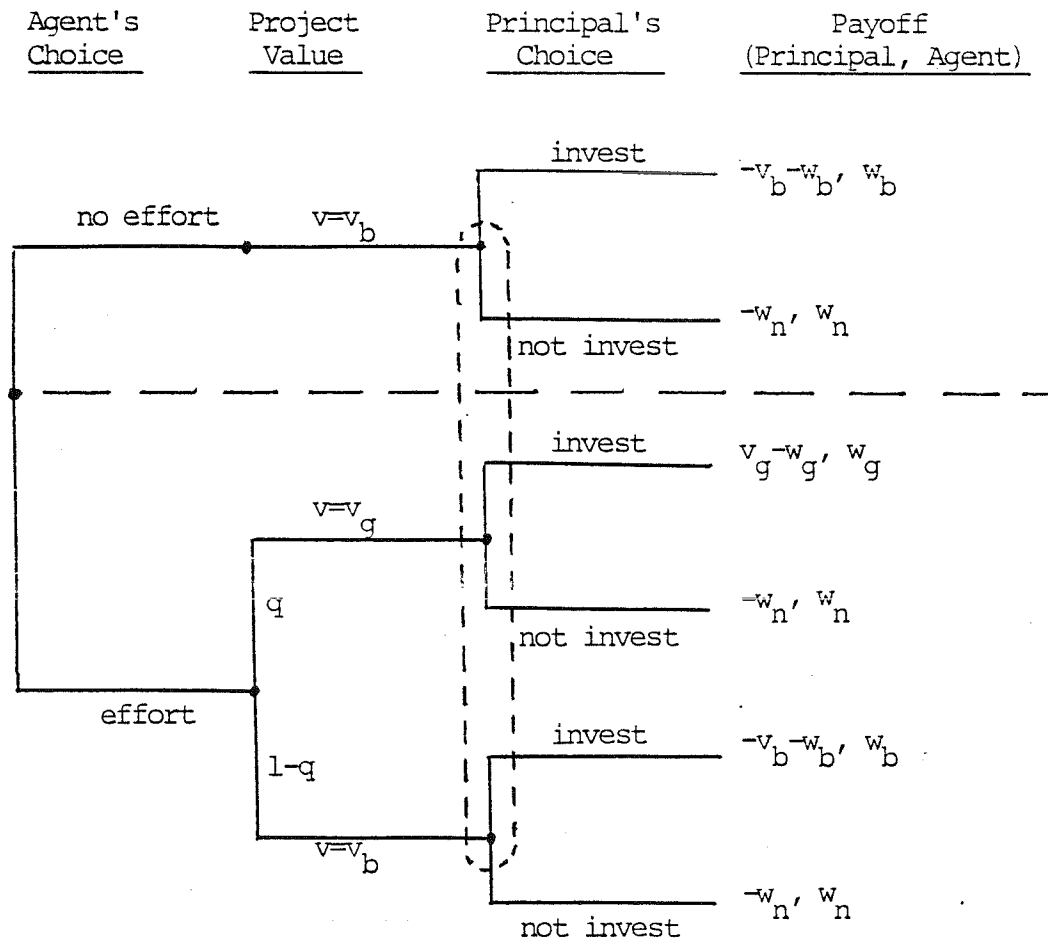 Agent's Choice
Project Value
Principal's Choice
Payoff (Principal, Agent)
invest
-v_b-w_b, w_b
no effort
v=v_b
-w_n, w_n
not invest
invest
v_g-w_g, w_g
v=v_g
q
-w_n, w_n
not invest
effort
invest
-v_b-w_b, w_b
1-q
v=v_b
-w_n, w_n
not invest